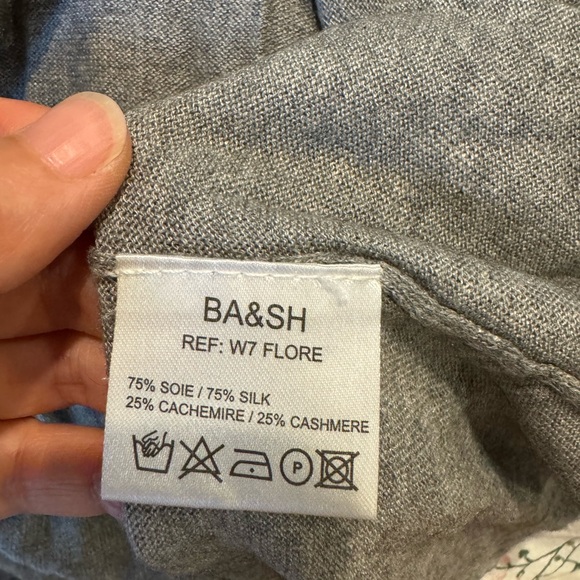 BA&SH
REF: W7 FLORE
75% SOIE / 75% SILK
25% CACHEMIRE / 25% CASHMERE
P